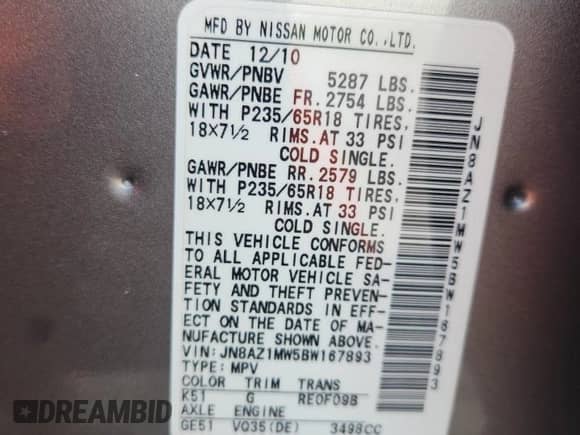 MFD BY NISSAN MOTOR CO.,LTD.
DATE 12/10
GVWR/PNBV 5287 LBS.
GAWR/PNBE FR. 2754 LBS.
WITH P235/65R18 TIRES,
18X7½ RIMS.AT 33 PSI
COLD SINGLE.
GAWR/PNBE RR. 2579 LBS.
WITH P235/65R18 TIRES,
18X7½ RIMS.AT 33 PSI
COLD SINGLE.
THIS VEHICLE CONFORMS
TO ALL APPLICABLE FED-
ERAL MOTOR VEHICLE SA-
FETY AND THEFT PREVEN-
TION STANDARDS IN EFF-
ECT ON THE DATE OF MA-
NUFACTURE SHOWN ABOVE.
VIN:JN8AZ1MW5BW167893
TYPE:MPV
COLOR TRIM TRANS
K51 G RE0F09B
AXLE ENGINE
GE51 VQ35(DE) 3498CC
JN8AZ1MW5BW167893
DREAMBID